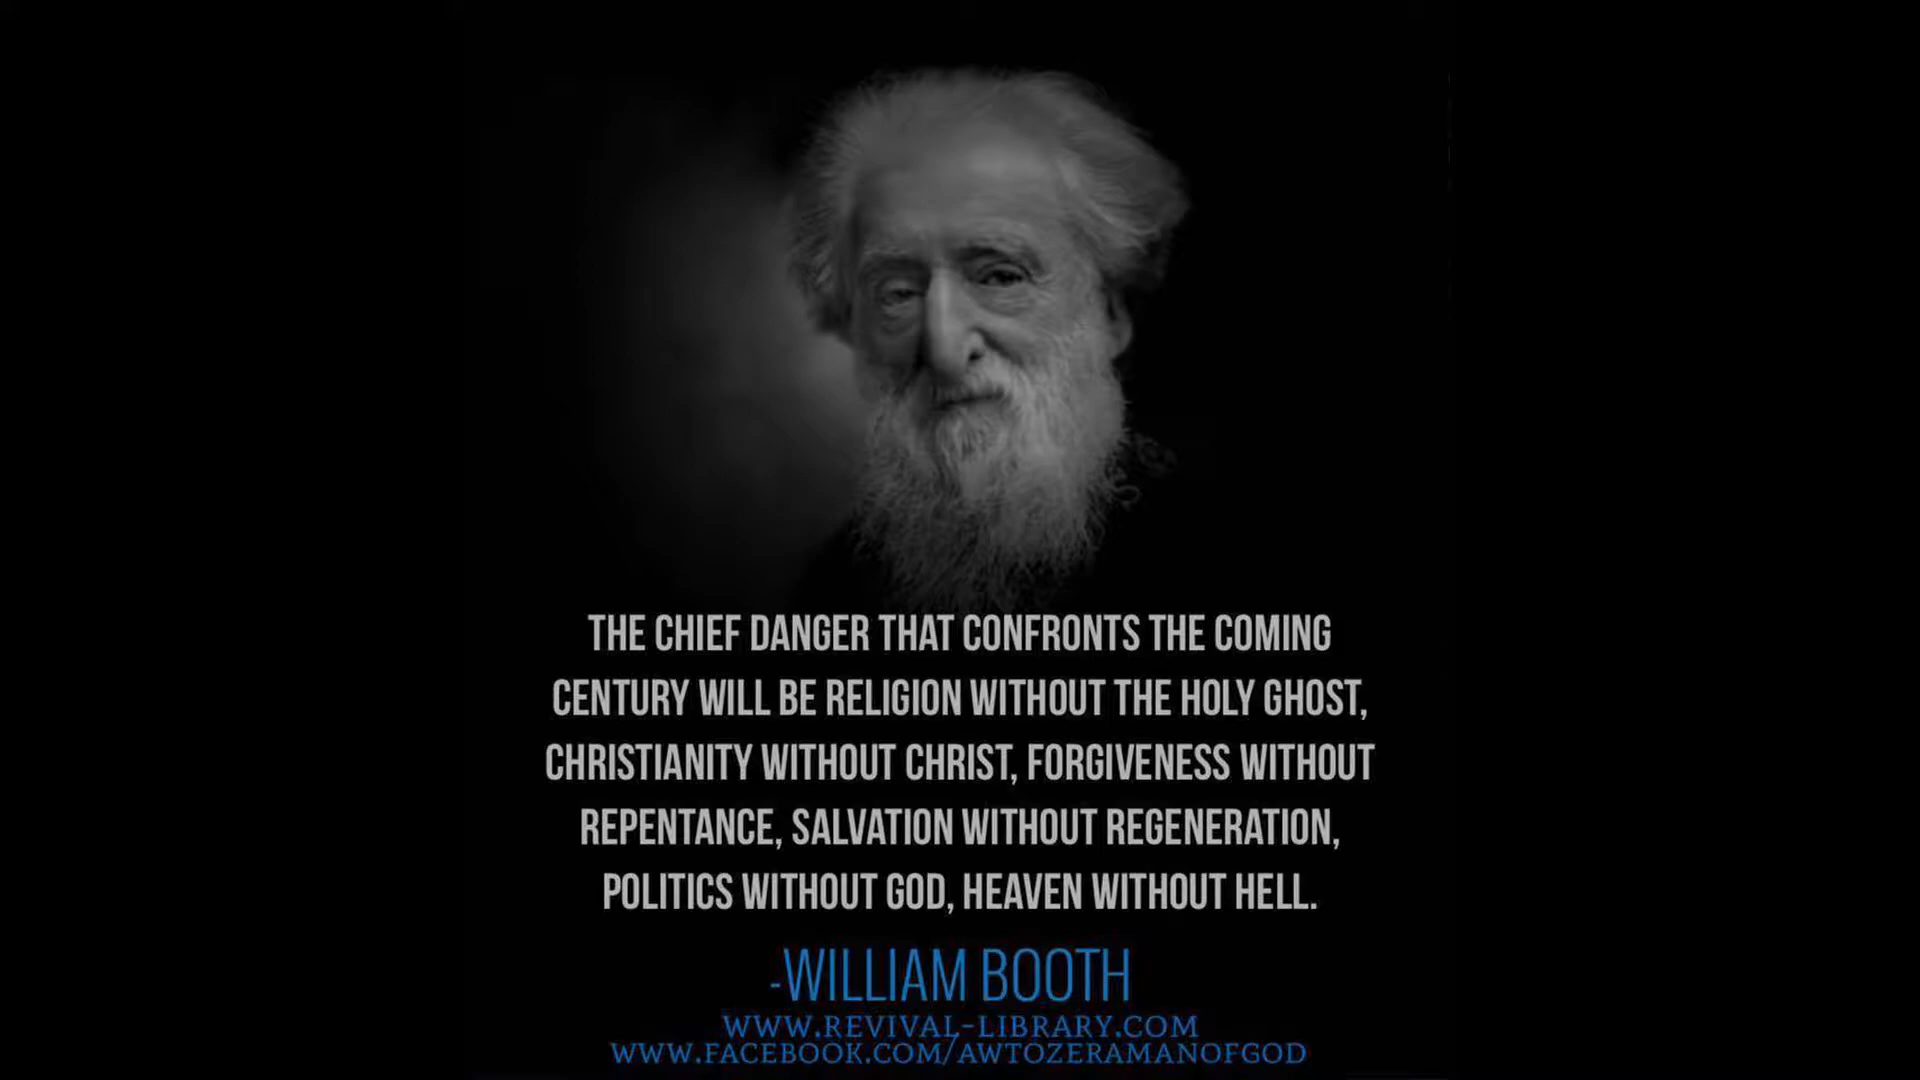 THE CHIEF DANGER THAT CONFRONTS THE COMING
CENTURY WILL BE RELIGION WITHOUT THE HOLY GHOST,
CHRISTIANITY WITHOUT CHRIST, FORGIVENESS WITHOUT
REPENTANCE, SALVATION WITHOUT REGENERATION,
POLITICS WITHOUT GOD, HEAVEN WITHOUT HELL.
-WILLIAM BOOTH
WWW.REVIVAL-LIBRARY.COM
WWW.FACEBOOK.COM/AWTOZERAMANOFGOD